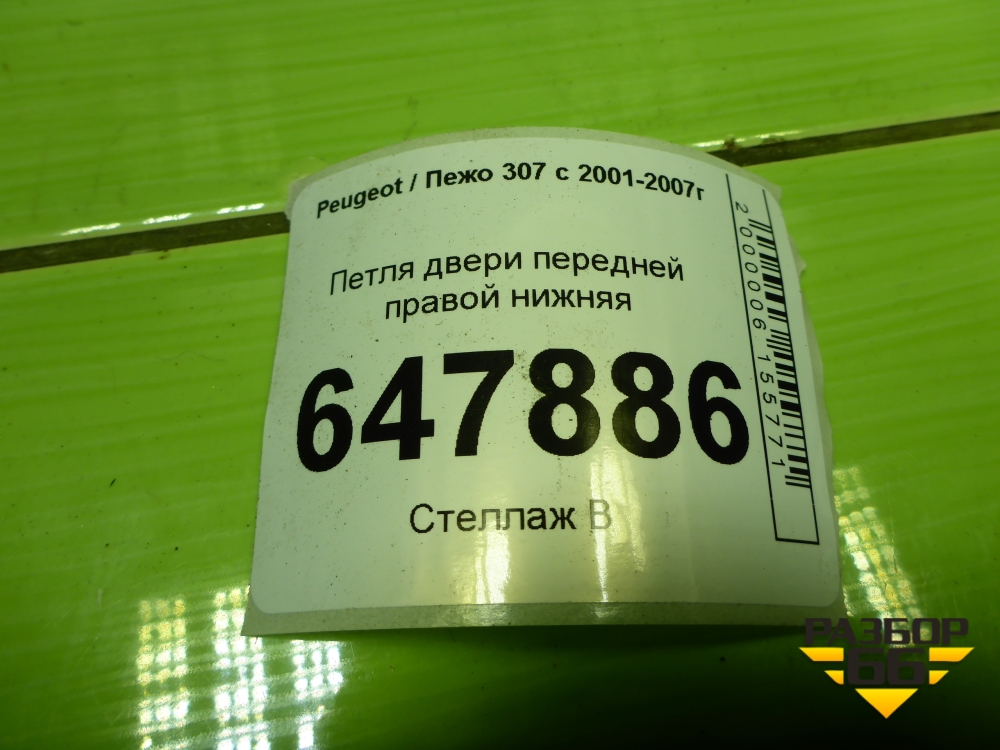 Peugeot / Пежо 307 с 2001-2007г
Петля двери передней
правой нижняя
647886
Стеллаж В
2000006155771
РАЗБОР
66